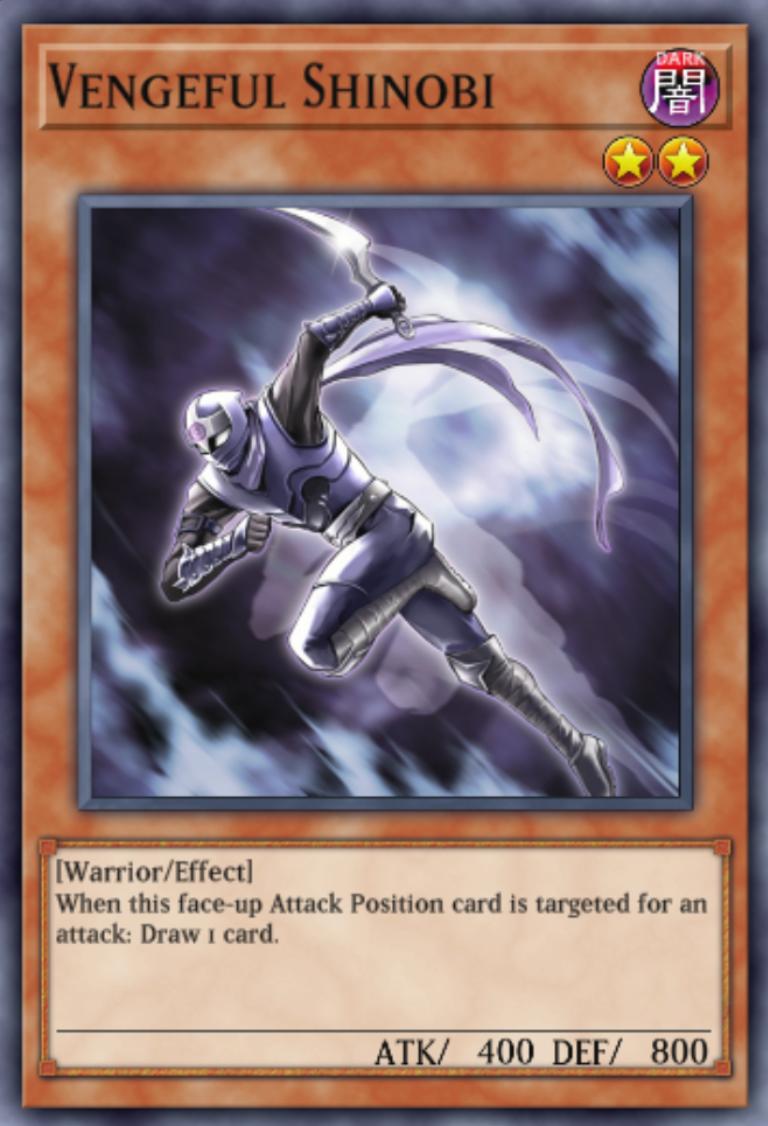 Vengeful Shinobi
DARK
闇
[Warrior/Effect]
When this face-up Attack Position card is targeted for an
attack: Draw 1 card.
ATK/ 400 DEF/ 800